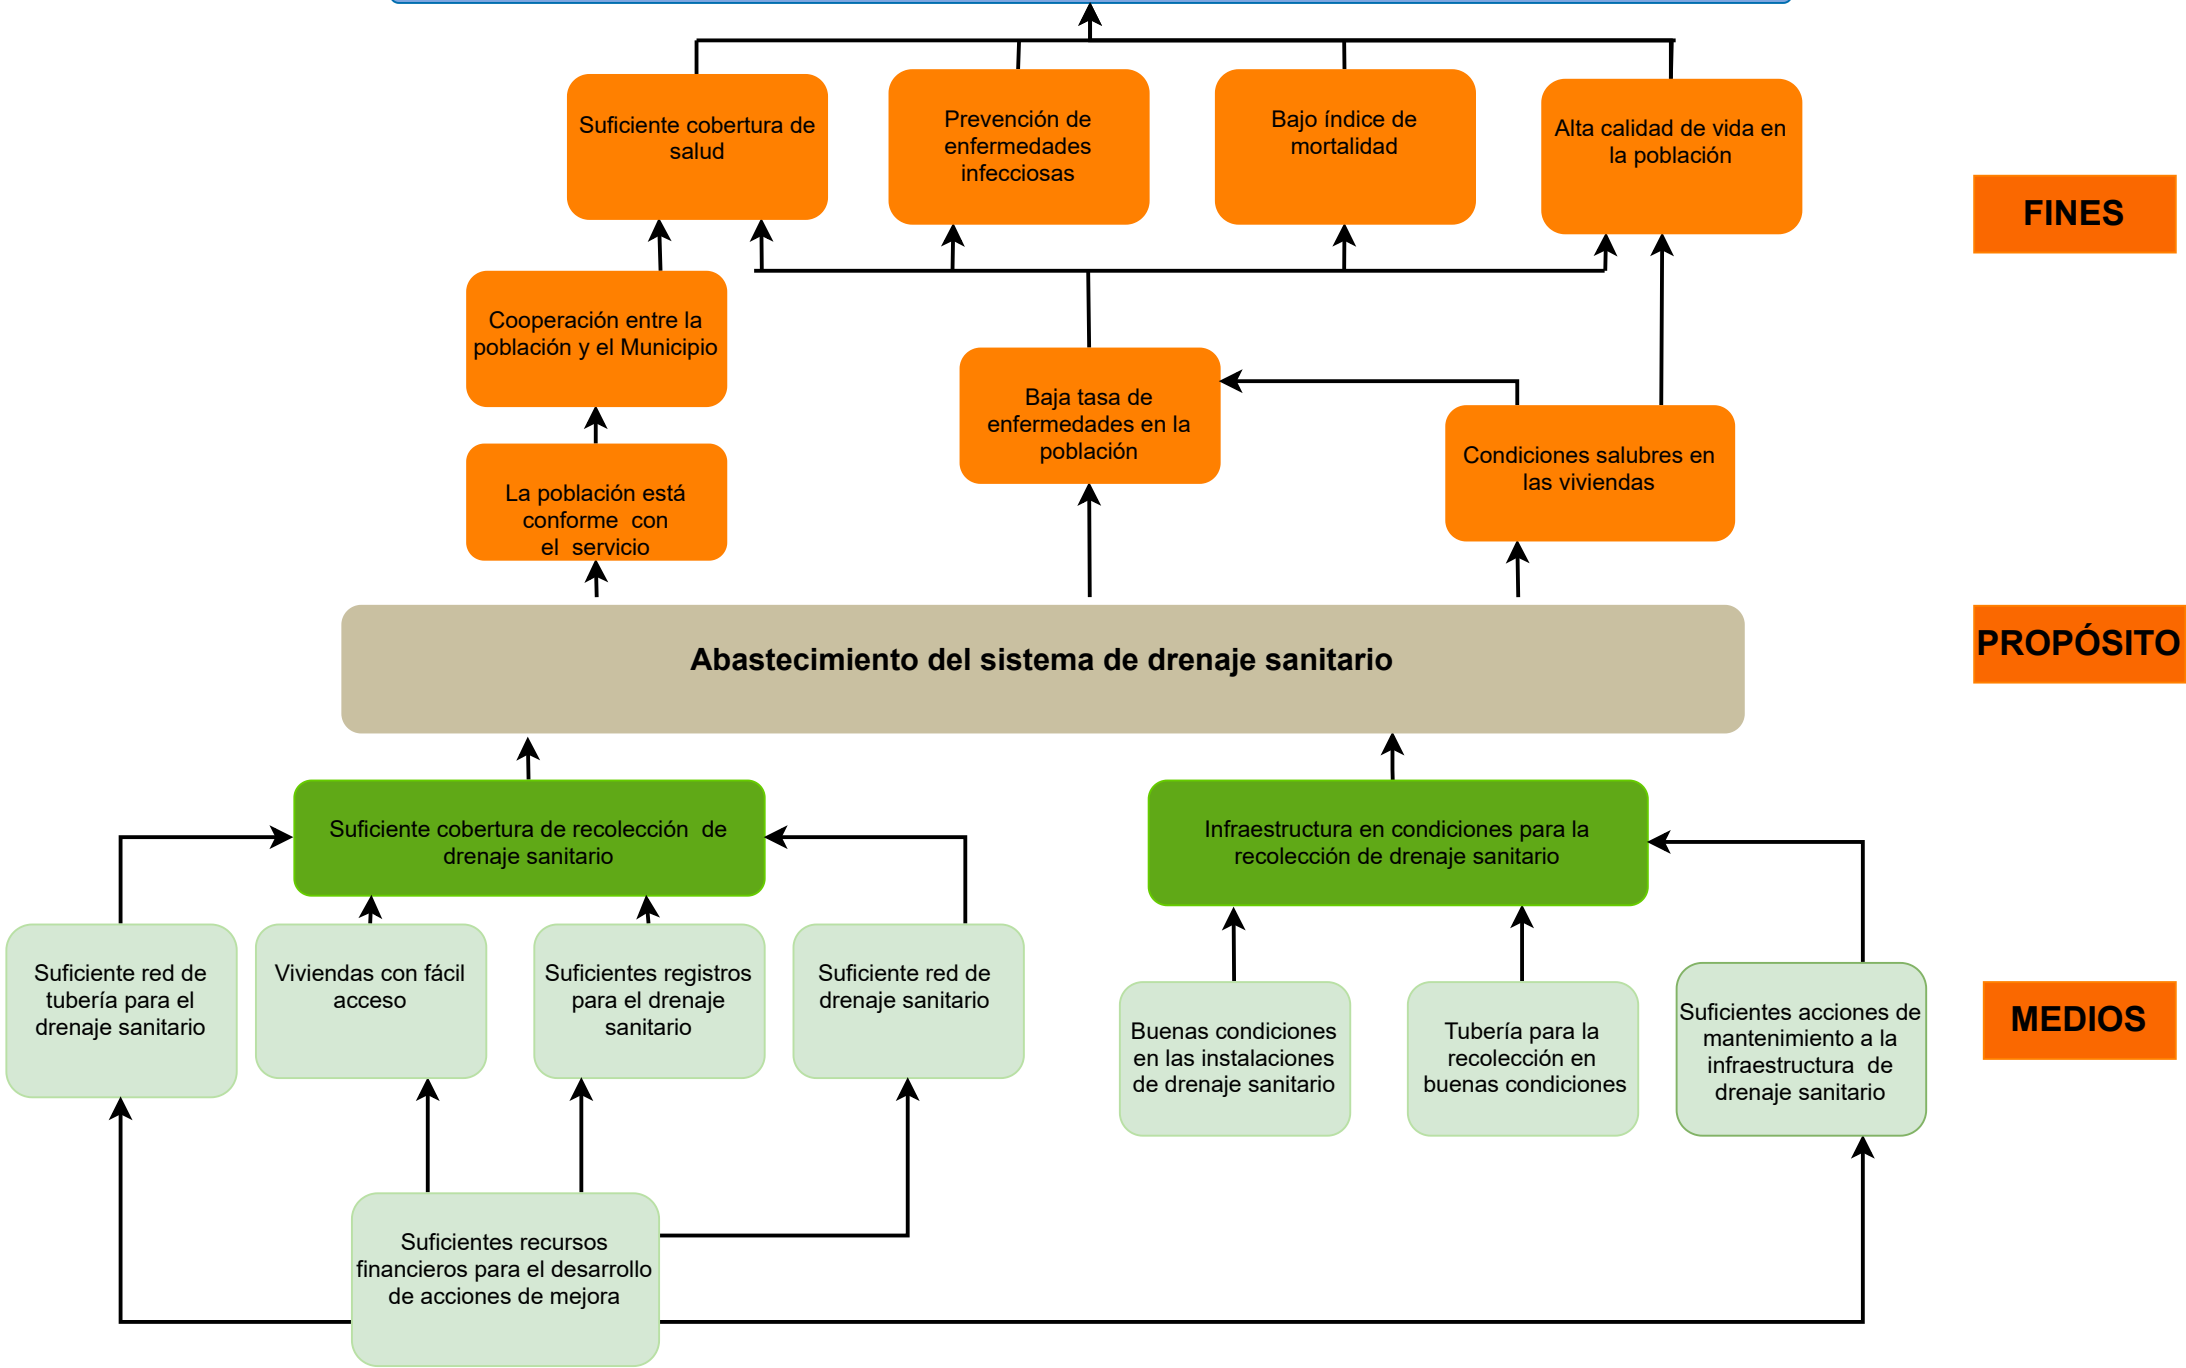 Suficiente cobertura de
salud
Prevención de
enfermedades
infecciosas
Bajo índice de
mortalidad
Alta calidad de vida en
la población
FINES
Cooperación entre la
población y el Municipio
Baja tasa de
enfermedades en la
población
Condiciones salubres en
las viviendas
La población está
conforme con
el servicio
Abastecimiento del sistema de drenaje sanitario
PROPÓSITO
Suficiente cobertura de recolección de
drenaje sanitario
Infraestructura en condiciones para la
recolección de drenaje sanitario
Suficiente red de
tubería para el
drenaje sanitario
Viviendas con fácil
acceso
Suficientes registros
para el drenaje
sanitario
Suficiente red de
drenaje sanitario
Buenas condiciones
en las instalaciones
de drenaje sanitario
Tubería para la
recolección en
buenas condiciones
Suficientes acciones de
mantenimiento a la
infraestructura de
drenaje sanitario
MEDIOS
Suficientes recursos
financieros para el desarrollo
de acciones de mejora